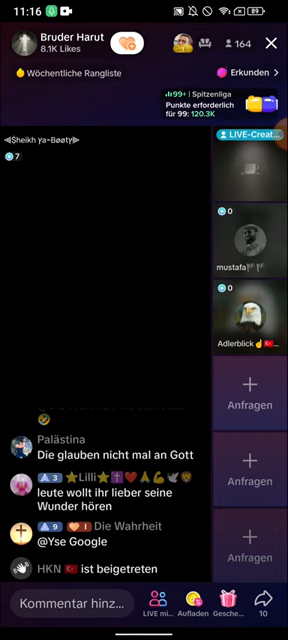 11:16
89
Bruder Harut
8.1K Likes
164
Wöchentliche Rangliste
Erkunden >
99+ | Spitzenliga
Punkte erforderlich
für 99: 120.3K
7
LIVE-Creat...
0
mustafa
0
Adlerblick☝️🇹🇷...
+
Anfragen
+
Anfragen
+
Anfragen
Palästina
Die glauben nicht mal an Gott
3 ⭐Lilli⭐✝️❤️🙏💪🕊🦁
leute wollt ihr lieber seine
Wunder hören
9 I Die Wahrheit
@Yse Google
HKN 🇹🇷 ist beigetreten
Kommentar hinz...
LIVE mi...
Aufladen
Gesche...
10